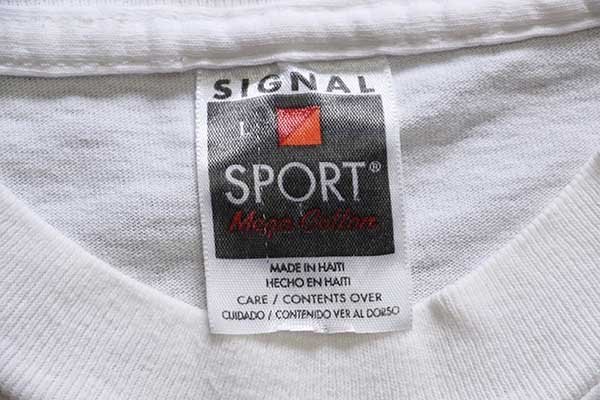 SIGNAL
L
SPORT®
Mega Cotton
MADE IN HAITI
HECHO EN HAITI
CARE / CONTENTS OVER
CUIDADO / CONTENIDO VER AL DORSO